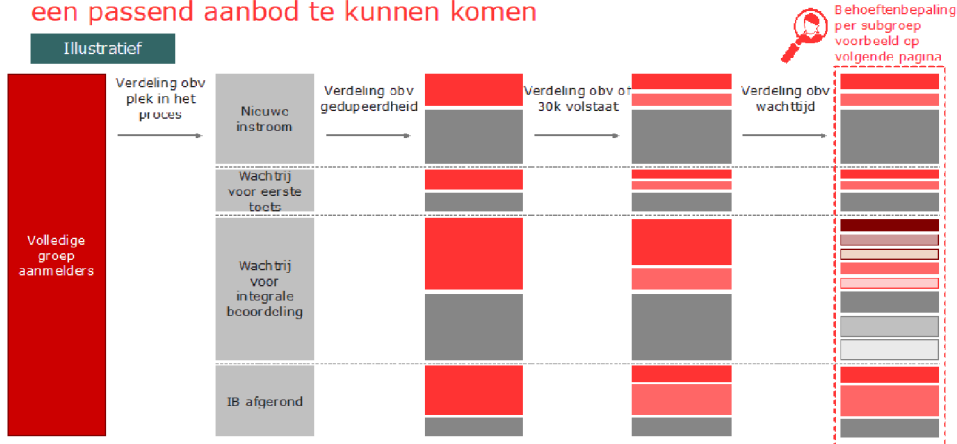 een passend aanbod te kunnen komen
Behoeftenbepaling
per subgroep
voorbeeld op
volgende pagina
Illustratief
Verdeling obv
plek in het
proces
Verdeling obv
gedupeerdheid
Verdeling obv of
30k volstaat
Verdeling obv
wachttijd
Volledige
groep
aanmelders
Nieuwe
instroom
Wachtrij
voor eerste
toets
Wachtrij
voor
integrale
beoordeling
IB afgerond